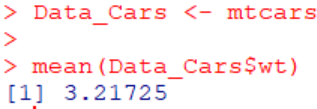 > Data_Cars <- mtcars
>
> mean(Data_Cars$wt)
[1] 3.21725